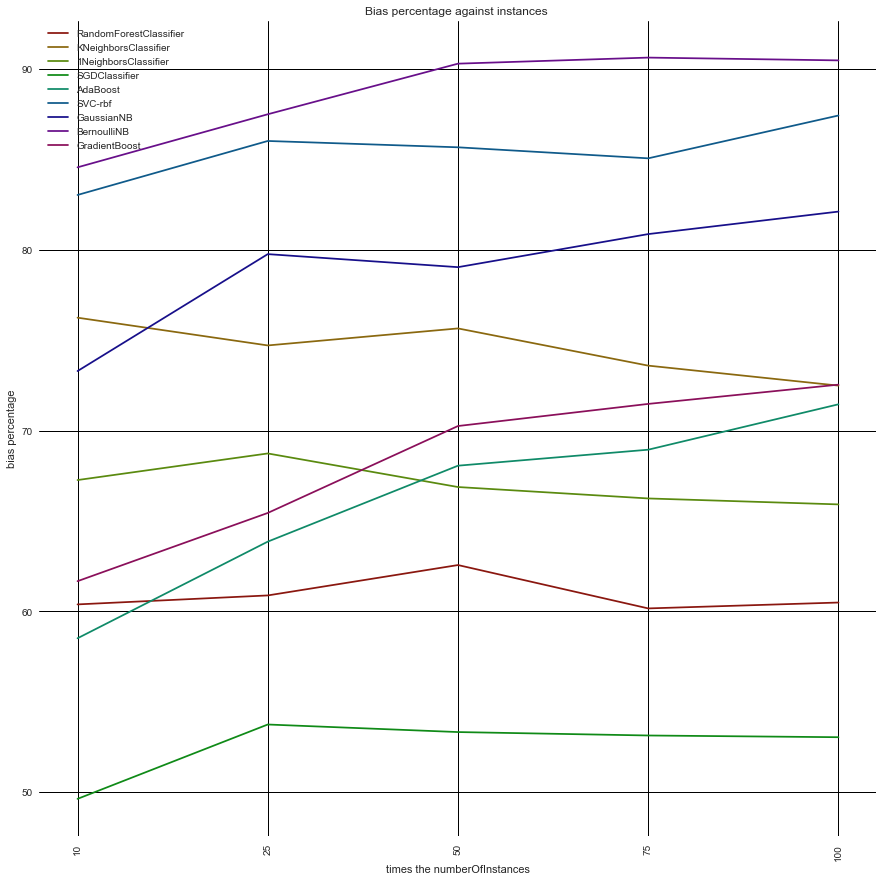 Bias percentage against instances
RandomForestClassifier
KNeighborsClassifier
1NeighborsClassifier
SGDClassifier
AdaBoost
SVC-rbf
GaussianNB
BernoulliNB
GradientBoost
90
80
70
60
50
bias percentage
10
25
50
75
100
times the numberOfInstances